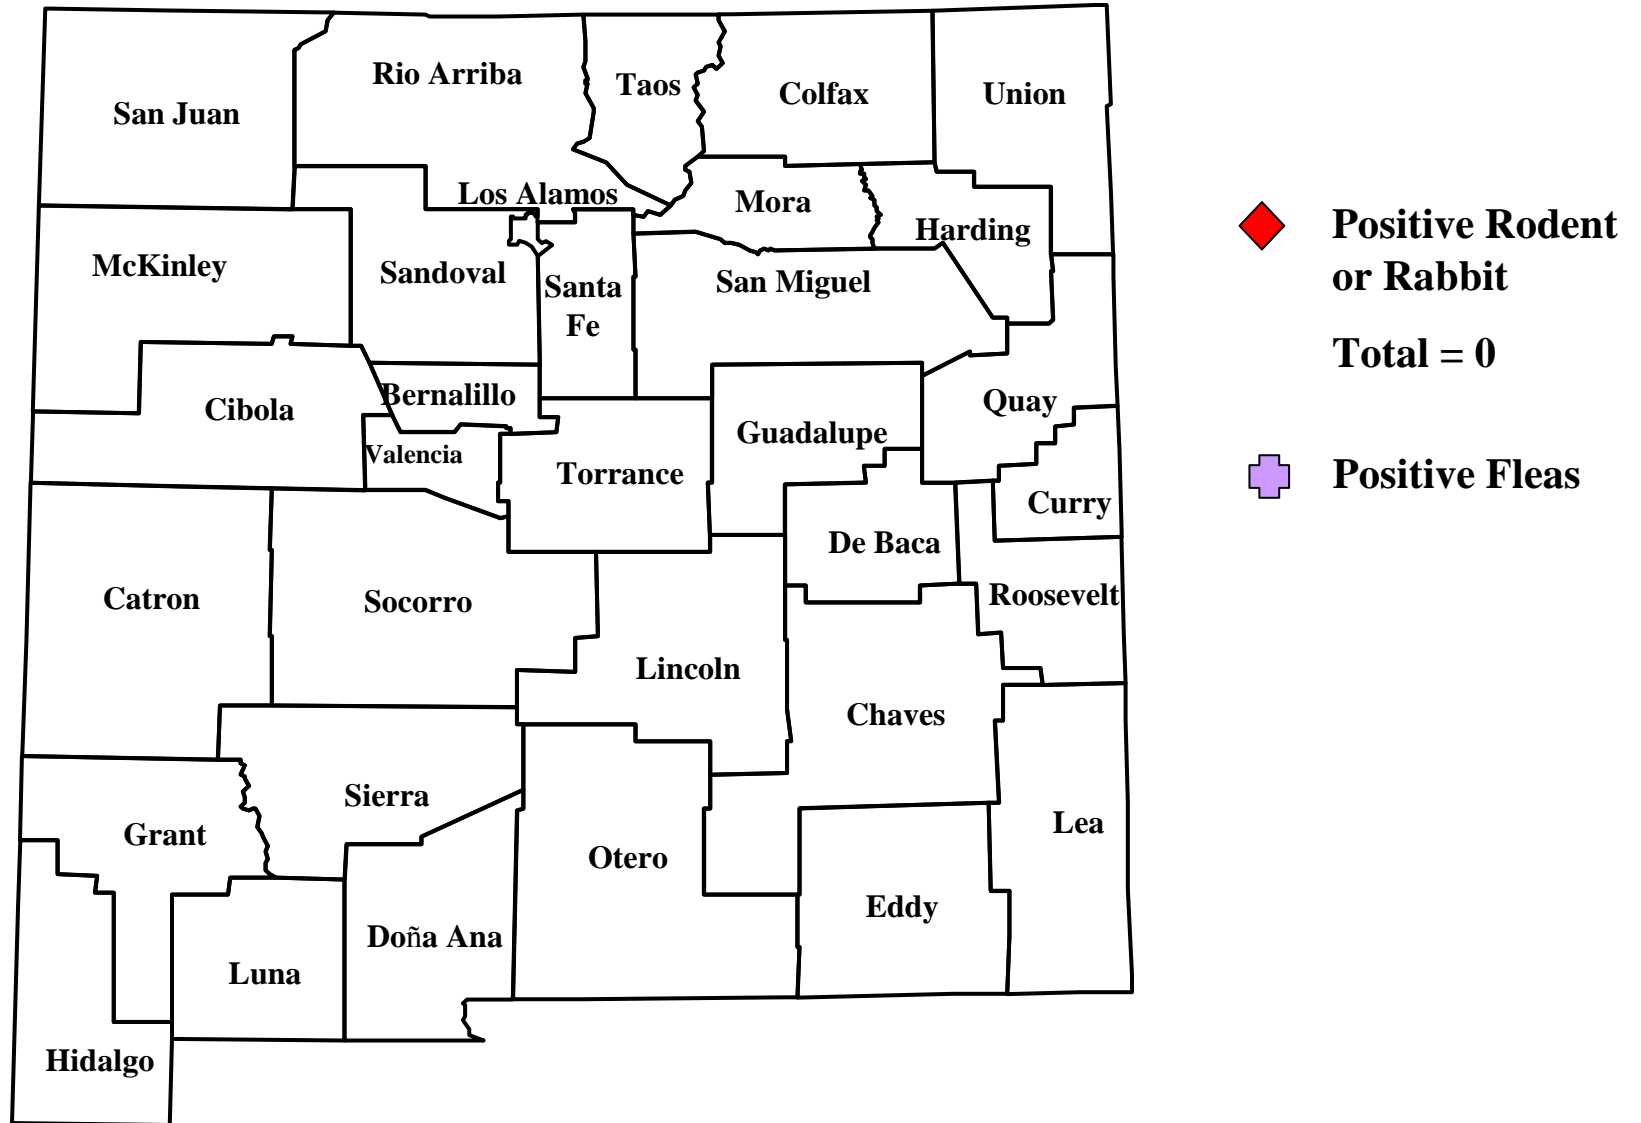 Rio Arriba
Taos
Colfax
Union
San Juan
Los Alamos
Mora
Harding
McKinley
Sandoval
San Miguel
Santa
Fe
Bernalillo
Cibola
Quay
Guadalupe
Valencia
Torrance
Curry
De Baca
Catron
Socorro
Roosevelt
Lincoln
Chaves
Sierra
Grant
Lea
Otero
Eddy
Doña Ana
Luna
Hidalgo
Positive Rodent
or Rabbit
Total = 0
Positive Fleas